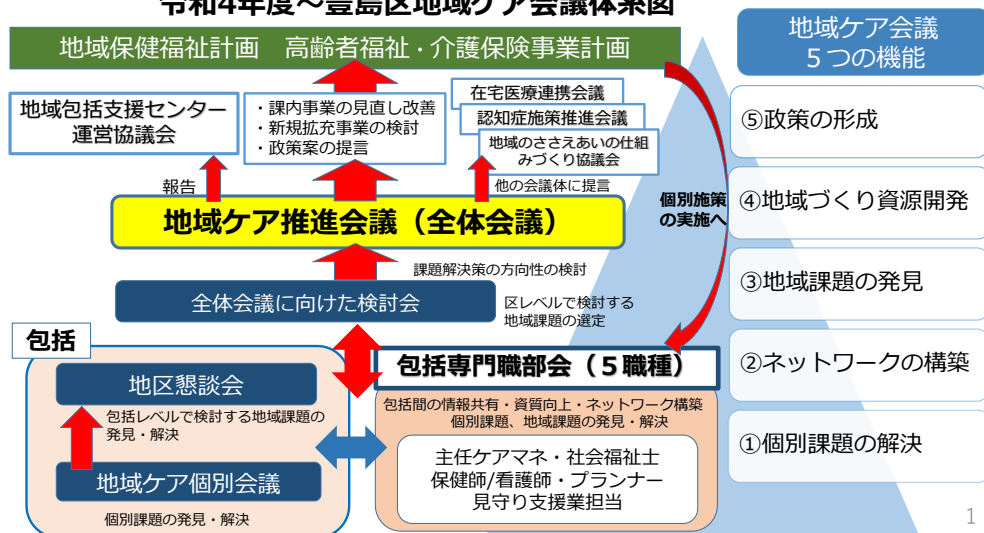 令和4年度～豊島区地域ケア会議体系図
地域保健福祉計画　高齢者福祉・介護保険事業計画
地域包括支援センター
運営協議会
・課内事業の見直し改善
・新規拡充事業の検討
・政策案の提言
在宅医療連携会議
認知症施策推進会議
地域のささえあいの仕組
みづくり協議会
報告
他の会議体に提言
個別施策
の実施へ
地域ケア推進会議（全体会議）
課題解決策の方向性の検討
全体会議に向けた検討会
区レベルで検討する
地域課題の選定
包括
地区懇談会
包括レベルで検討する地域課題の
発見・解決
地域ケア個別会議
個別課題の発見・解決
包括専門職部会（５職種）
包括間の情報共有・資質向上・ネットワーク構築
個別課題、地域課題の発見・解決
主任ケアマネ・社会福祉士
保健師/看護師・プランナー
見守り支援業担当
地域ケア会議
５つの機能
⑤政策の形成
④地域づくり資源開発
③地域課題の発見
②ネットワークの構築
①個別課題の解決
1